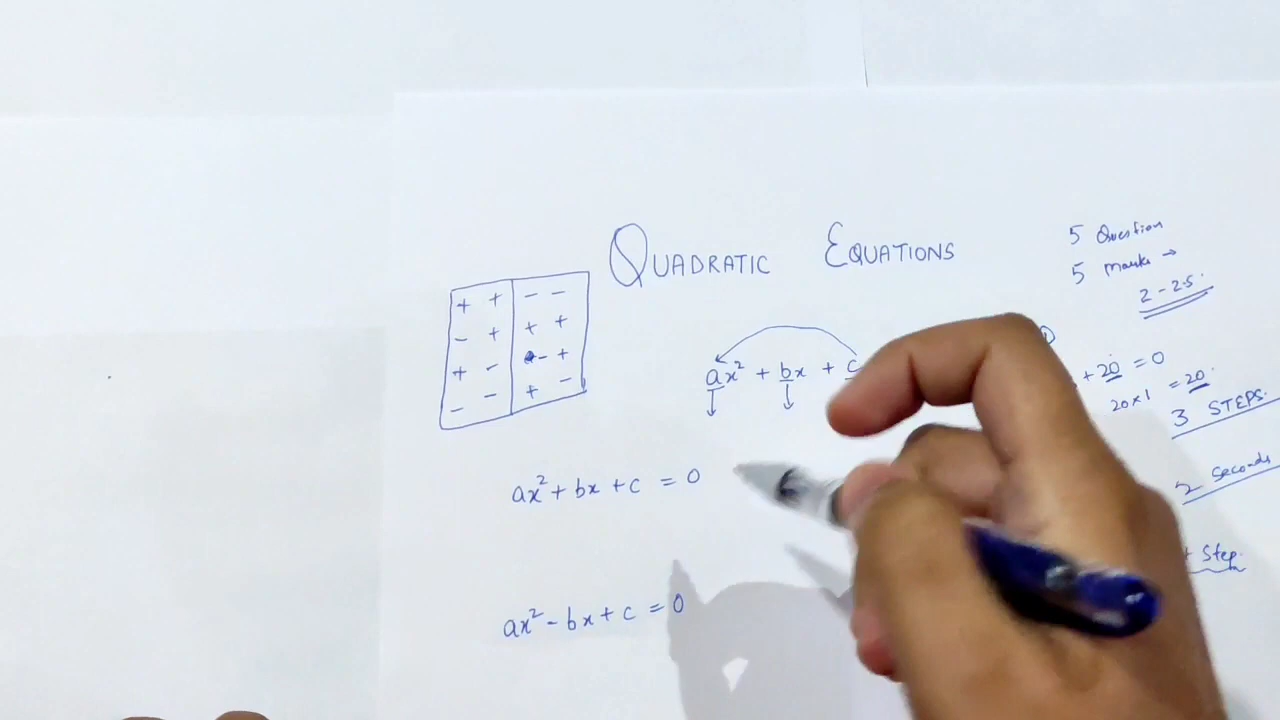 QUADRATIC EQUATIONS
5 Question
5 marks →
2 - 2.5.
+ + - -
- + + +
+ - - +
- - + -
ax² + bx + c
+ 20 = 0
20 x 1 = 20
3 STEPS.
2 seconds
Step.
ax² + bx + c = 0
ax² - bx + c = 0